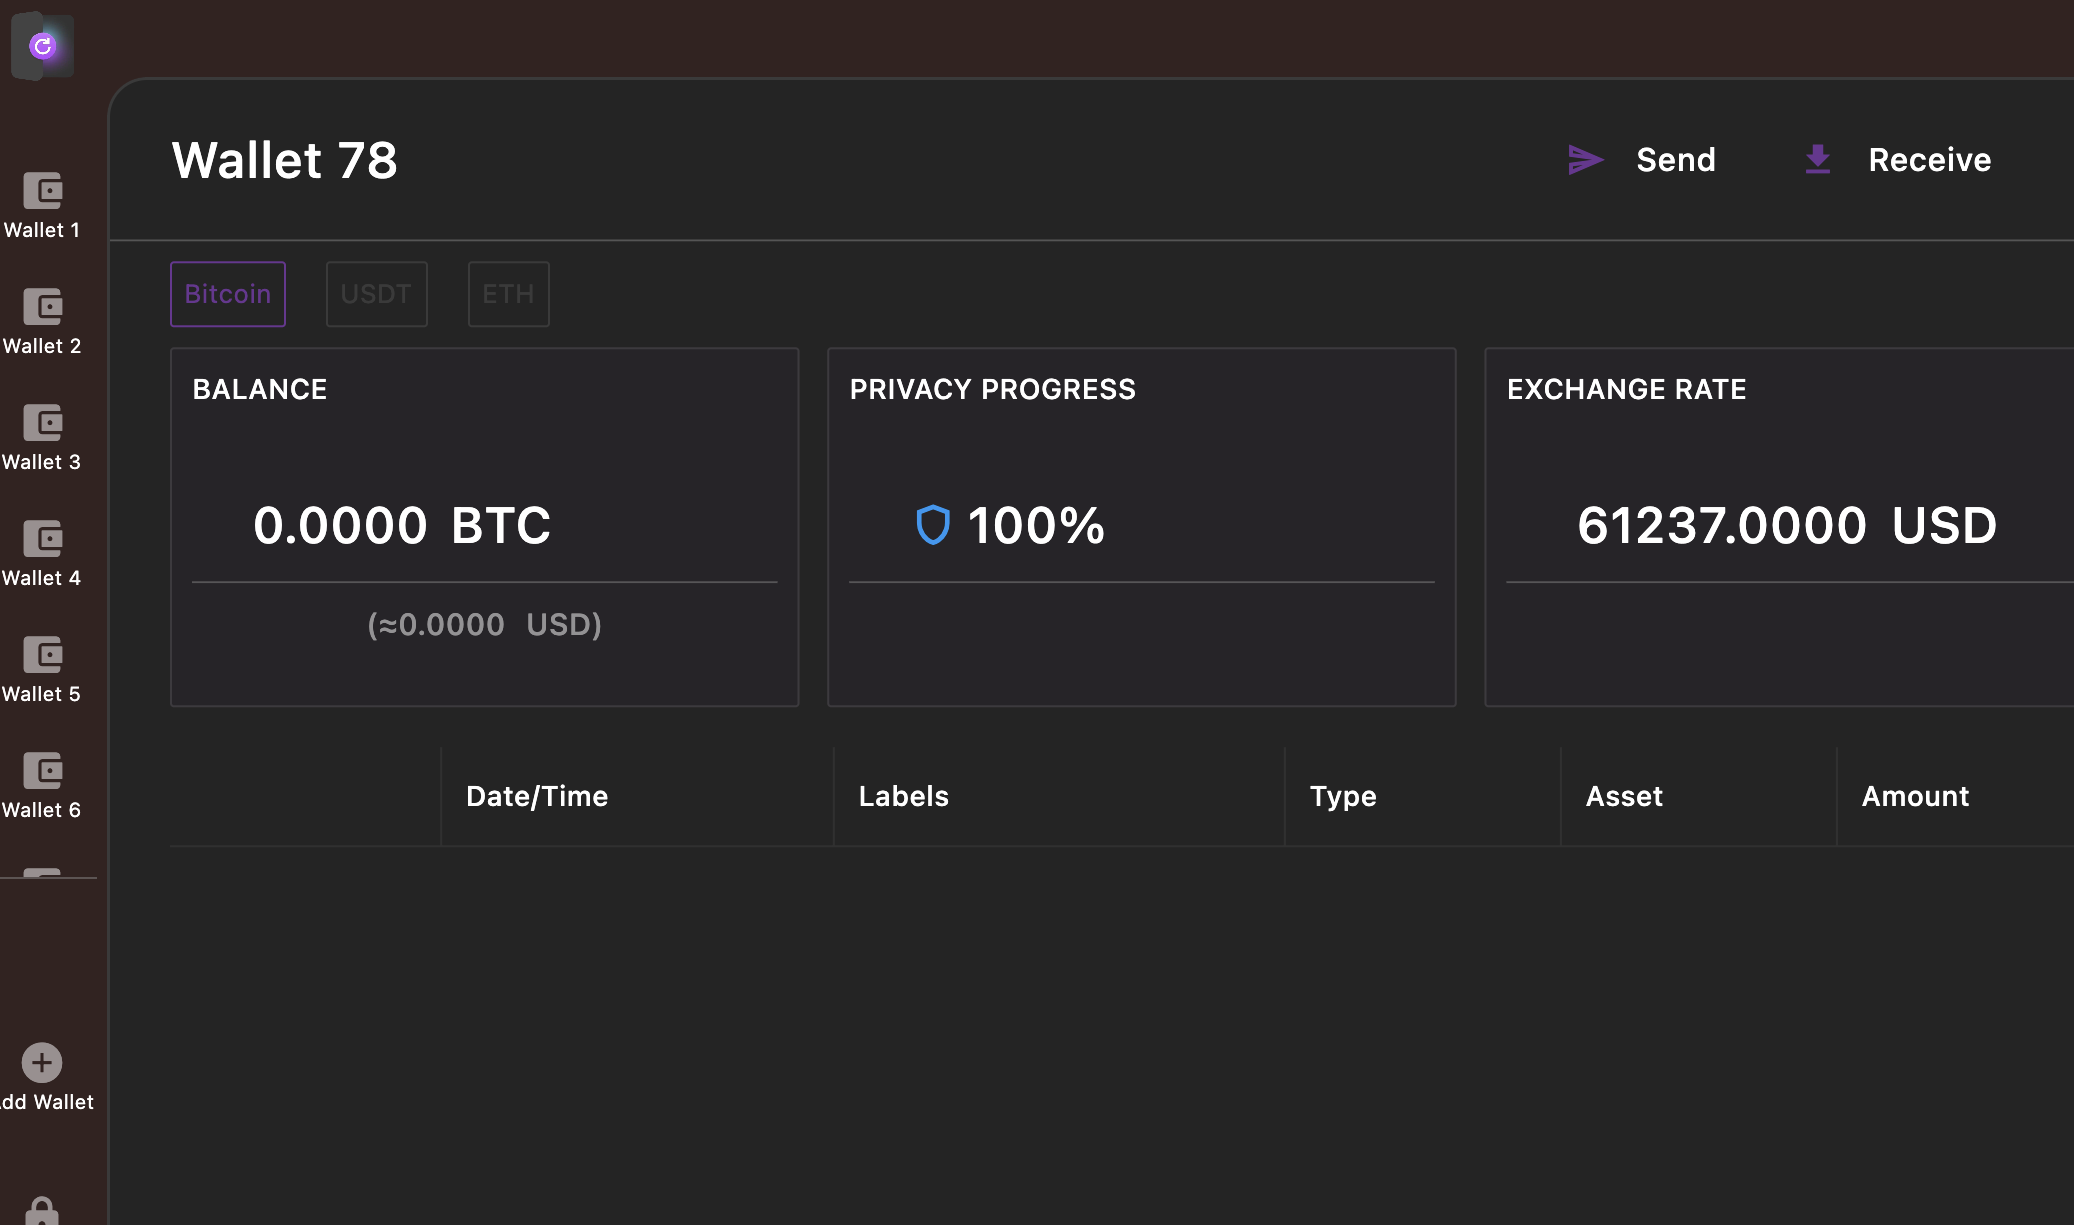 Wallet 78
Send
Receive
Wallet 1
Wallet 2
Wallet 3
Wallet 4
Wallet 5
Wallet 6
dd Wallet
Bitcoin
USDT
ETH
BALANCE
0.0000 BTC
(≈0.0000 USD)
PRIVACY PROGRESS
100%
EXCHANGE RATE
61237.0000 USD
Date/Time
Labels
Type
Asset
Amount